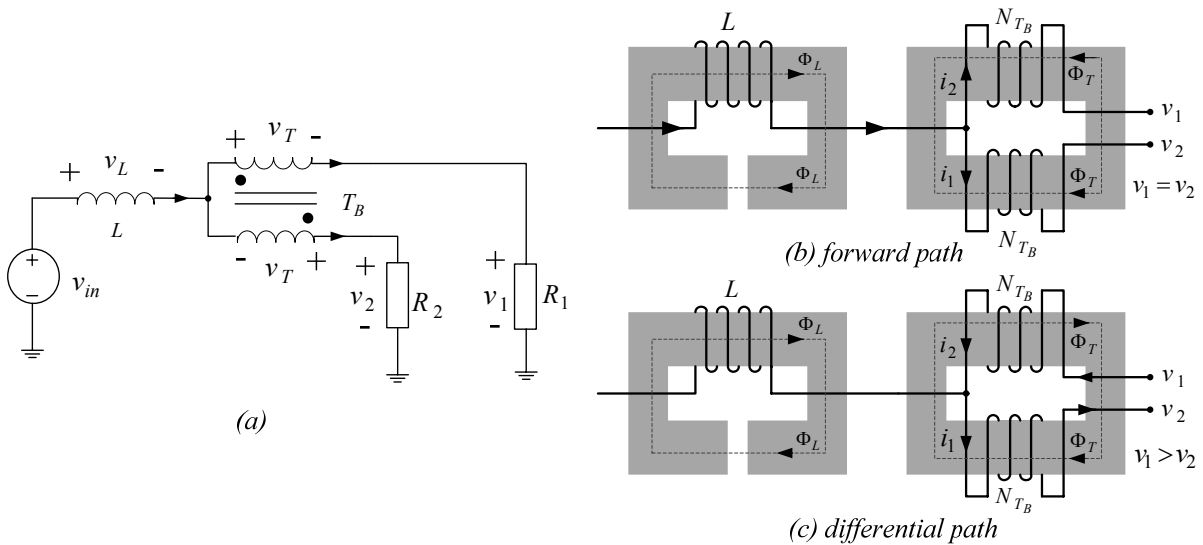 v_T
+ -
v_L
+ -
L
T_B
- +
v_T
+
-
v_in
+
v_2
-
R_2
+
v_1
-
R_1
(a)
L
Φ_L
Φ_L
N_{T_B}
i_2
Φ_T
v_1
v_2
i_1
Φ_T
v_1 = v_2
N_{T_B}
(b) forward path
L
Φ_L
Φ_L
N_{T_B}
i_2
Φ_T
v_1
v_2
i_1
Φ_T
v_1 > v_2
N_{T_B}
(c) differential path